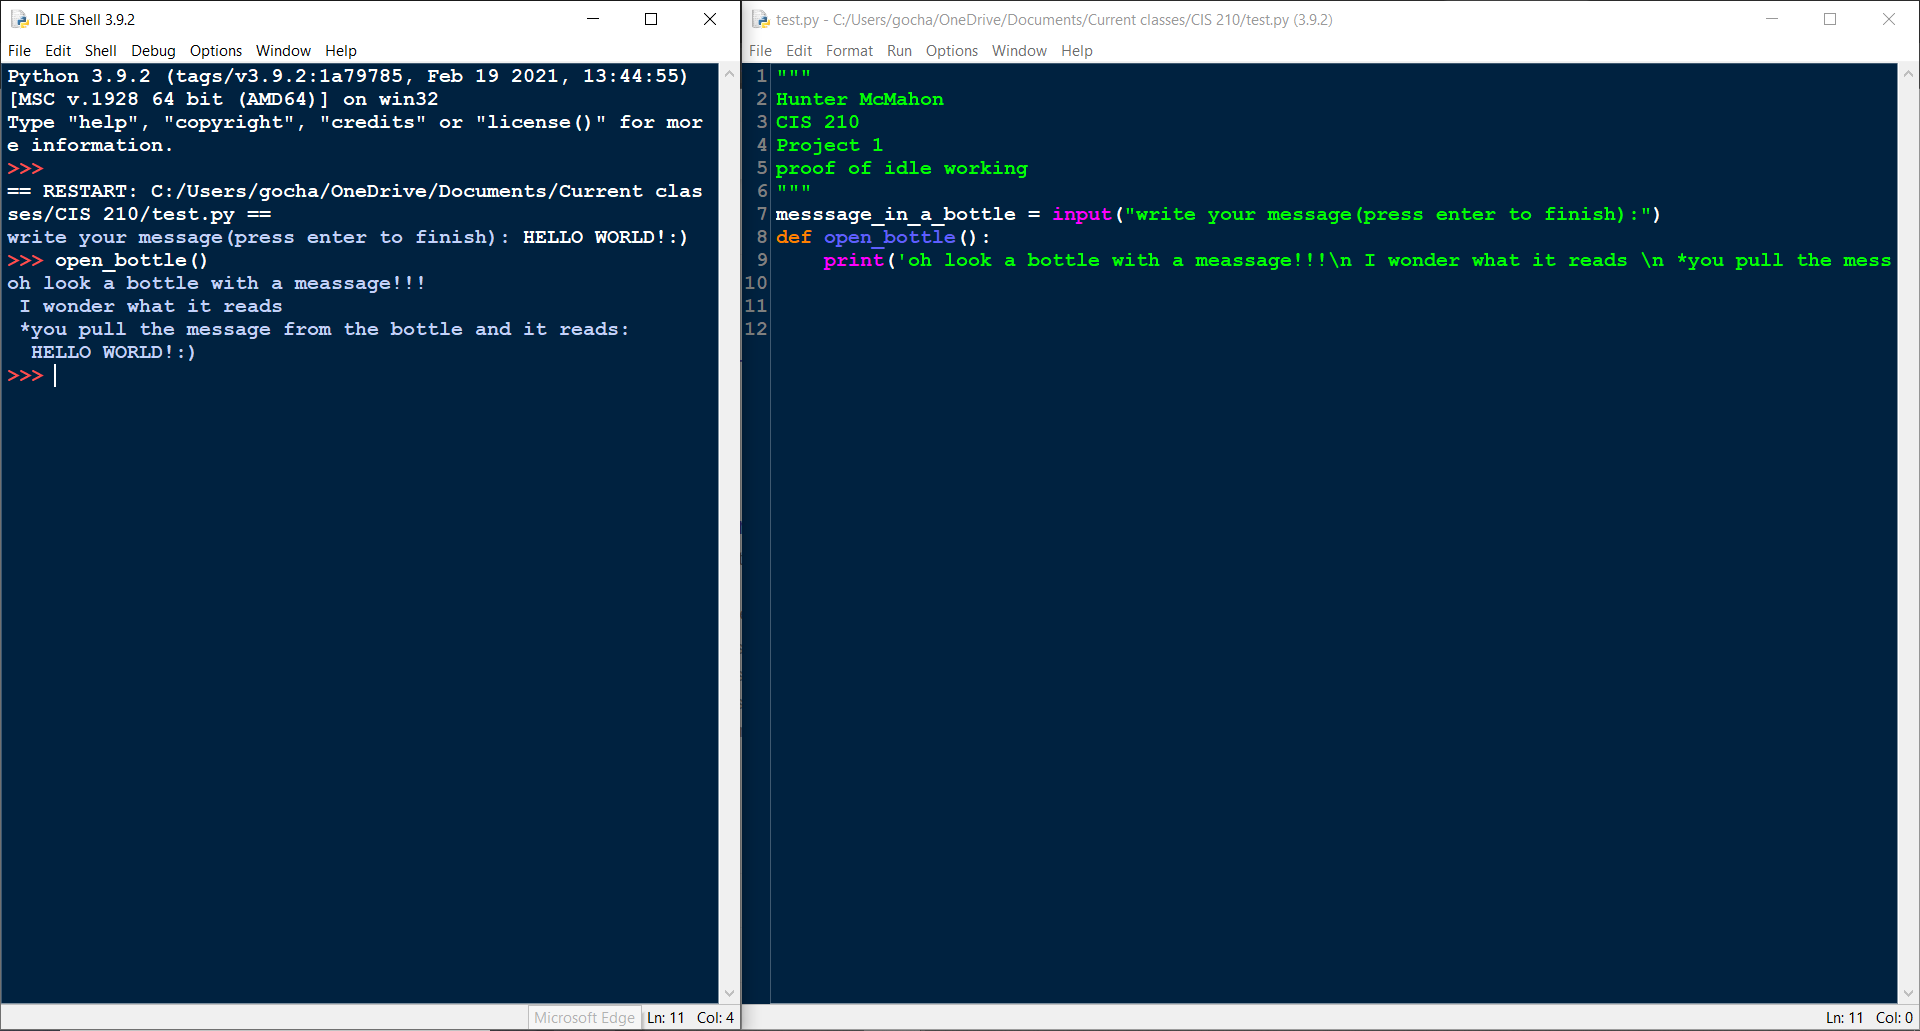 IDLE Shell 3.9.2
File Edit Shell Debug Options Window Help
Python 3.9.2 (tags/v3.9.2:1a79785, Feb 19 2021, 13:44:55)
[MSC v.1928 64 bit (AMD64)] on win32
Type "help", "copyright", "credits" or "license()" for mor
e information.
>>>
== RESTART: C:/Users/gocha/OneDrive/Documents/Current clas
ses/CIS 210/test.py ==
write your message(press enter to finish): HELLO WORLD!:)
>>> open_bottle()
oh look a bottle with a meassage!!!
 I wonder what it reads
 *you pull the message from the bottle and it reads:
  HELLO WORLD!:)
>>>
Microsoft Edge Ln: 11 Col: 4
test.py - C:/Users/gocha/OneDrive/Documents/Current classes/CIS 210/test.py (3.9.2)
File Edit Format Run Options Window Help
1 """
2 Hunter McMahon
3 CIS 210
4 Project 1
5 proof of idle working
6 """
7 messsage_in_a_bottle = input("write your message(press enter to finish):")
8 def open_bottle():
9     print('oh look a bottle with a meassage!!!\n I wonder what it reads \n *you pull the mess
10
11
12
Ln: 11 Col: 0